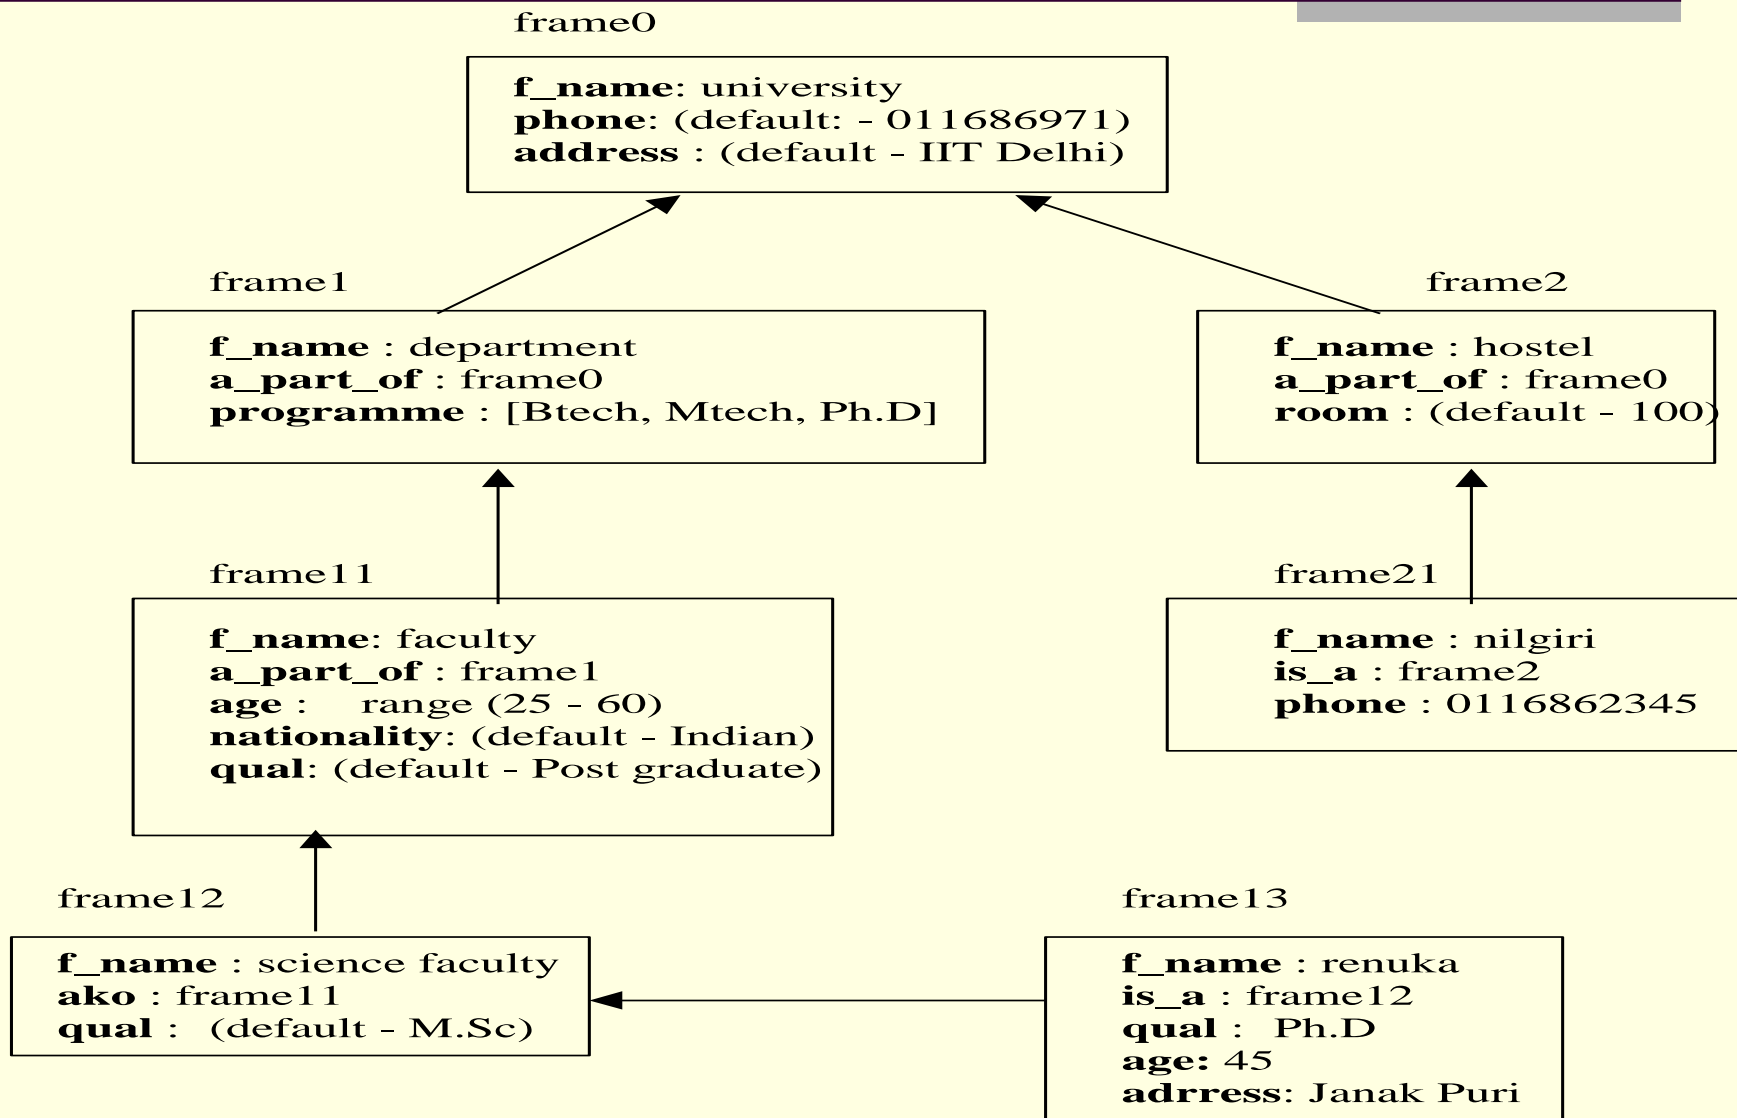 frame0
f_name: university
phone: (default: - 011686971)
address : (default - IIT Delhi)
frame1
f_name : department
a_part_of : frame0
programme : [Btech, Mtech, Ph.D]
frame2
f_name : hostel
a_part_of : frame0
room : (default - 100)
frame11
f_name: faculty
a_part_of : frame1
age : range (25 - 60)
nationality: (default - Indian)
qual: (default - Post graduate)
frame21
f_name : nilgiri
is_a : frame2
phone : 0116862345
frame12
f_name : science faculty
ako : frame11
qual : (default - M.Sc)
frame13
f_name : renuka
is_a : frame12
qual : Ph.D
age: 45
adrress: Janak Puri